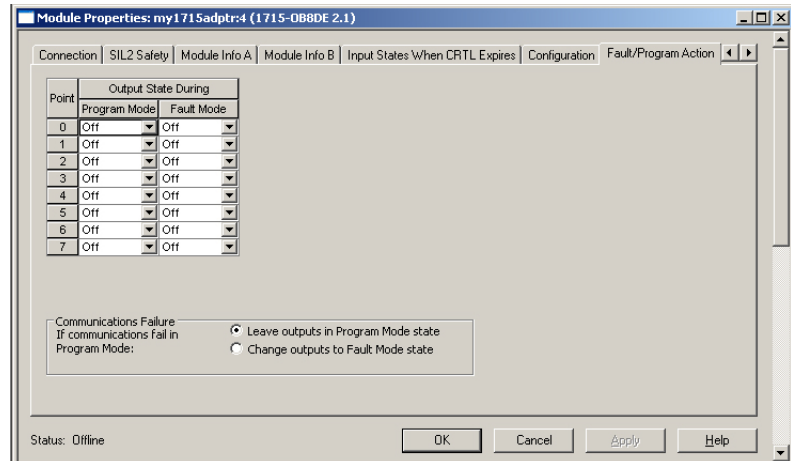 Module Properties: my1715adptr:4 (1715-OB8DE 2.1)
Connection SIL2 Safety Module Info A Module Info B Input States When CRTL Expires Configuration Fault/Program Action
Point Output State During
Program Mode Fault Mode
0 Off Off
1 Off Off
2 Off Off
3 Off Off
4 Off Off
5 Off Off
6 Off Off
7 Off Off
Communications Failure
If communications fail in
Program Mode:
Leave outputs in Program Mode state
Change outputs to Fault Mode state
Status: Offline
OK Cancel Apply Help